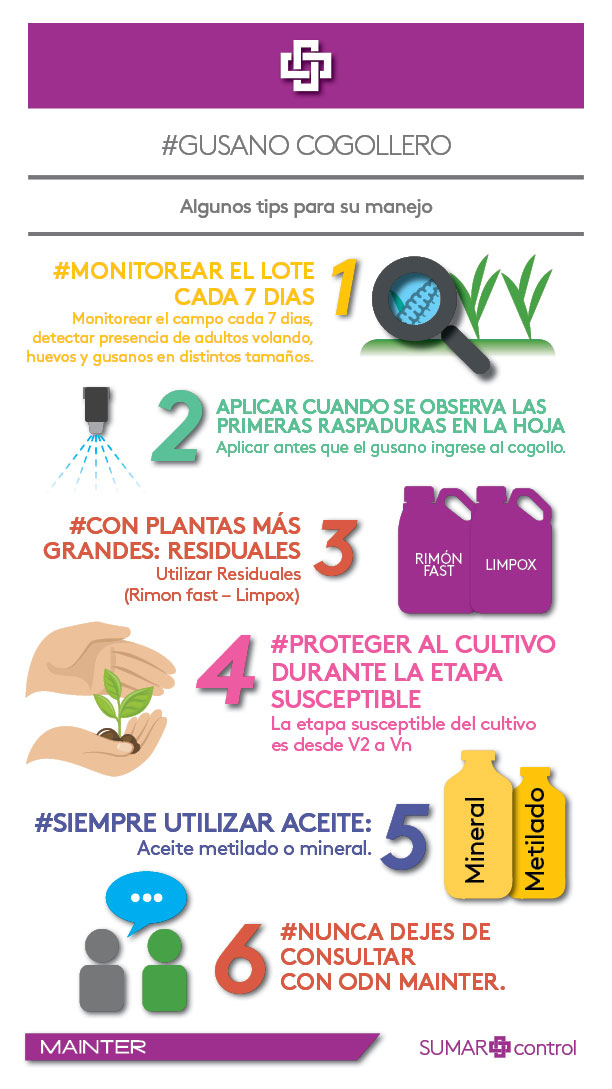 #GUSANO COGOLLERO
Algunos tips para su manejo
#MONITOREAR EL LOTE
CADA 7 DIAS
Monitorear el campo cada 7 dias,
detectar presencia de adultos volando,
huevos y gusanos en distintos tamaños.
1
2
APLICAR CUANDO SE OBSERVA LAS
PRIMERAS RASPADURAS EN LA HOJA
Aplicar antes que el gusano ingrese al cogollo.
#CON PLANTAS MÁS
GRANDES: RESIDUALES
Utilizar Residuales
(Rimon fast – Limpox)
3
RIMÓN
FAST
LIMPOX
4
#PROTEGER AL CULTIVO
DURANTE LA ETAPA
SUSCEPTIBLE
La etapa susceptible del cultivo
es desde V2 a Vn
#SIEMPRE UTILIZAR ACEITE:
Aceite metilado o mineral.
5
Mineral
Metilado
6
#NUNCA DEJES DE
CONSULTAR
CON ODN MAINTER.
MAINTER
SUMAR control